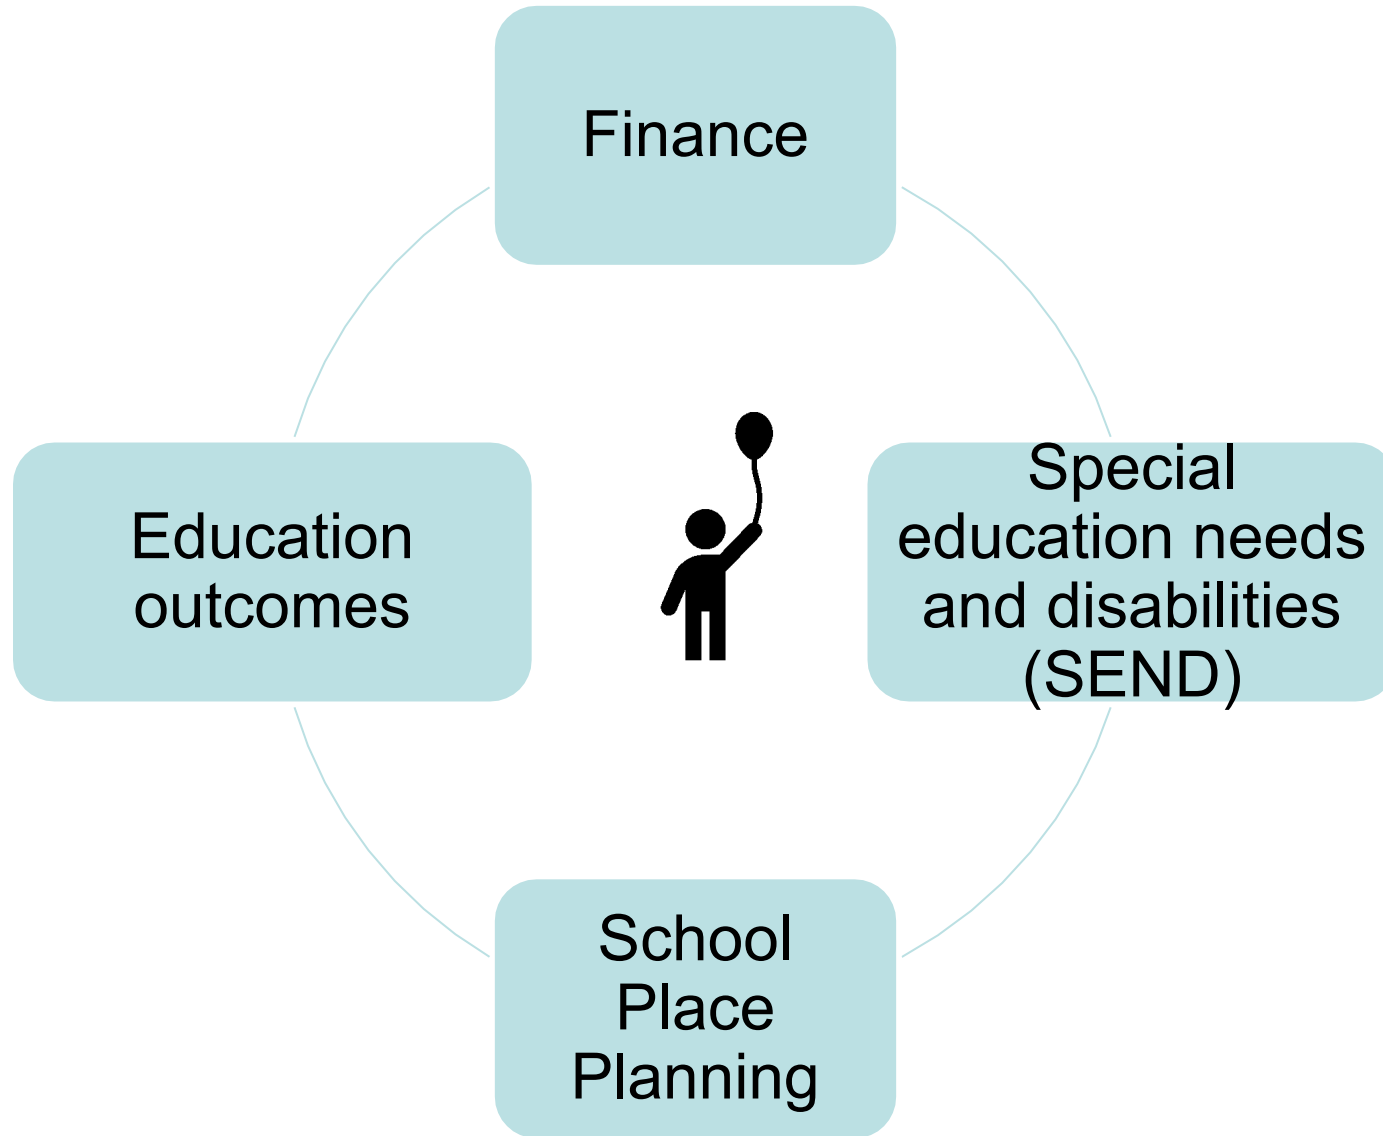 Finance
Education
outcomes
Special
education needs
and disabilities
(SEND)
School
Place
Planning